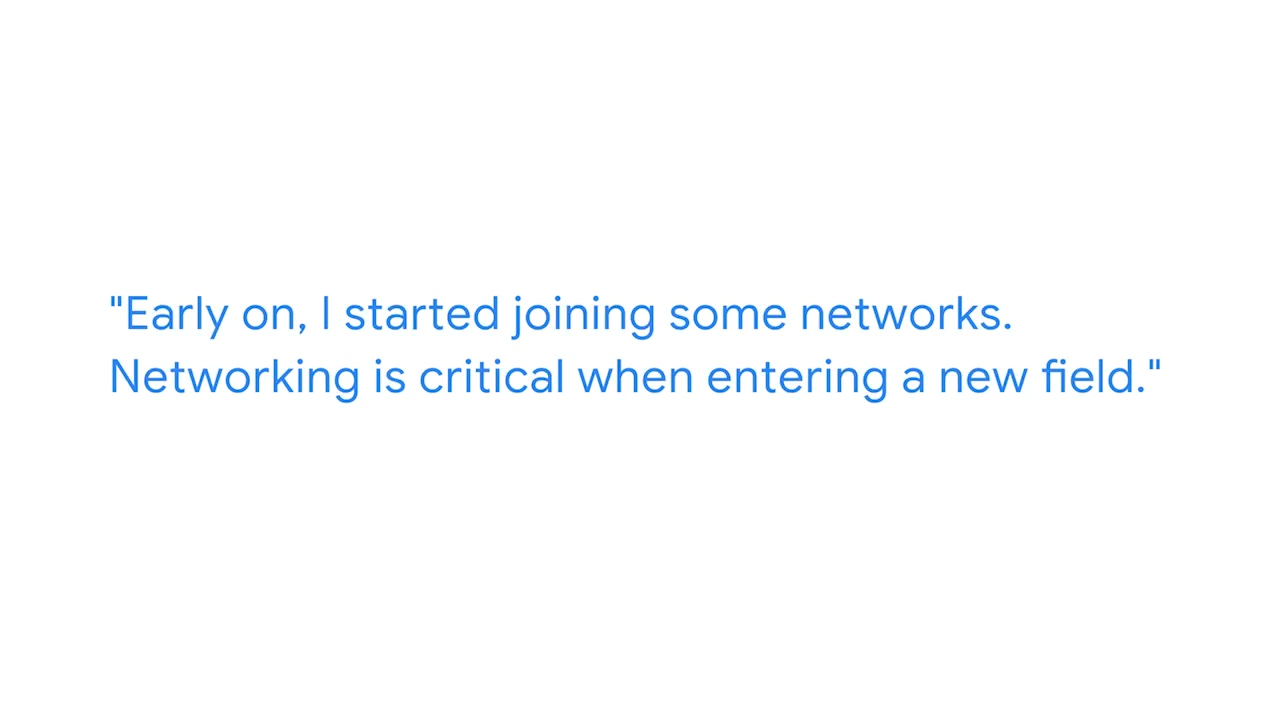 "Early on, I started joining some networks.
Networking is critical when entering a new field."